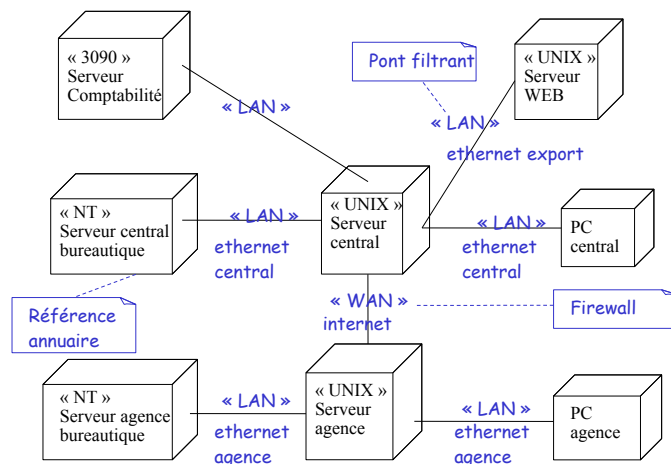 « 3090 »
Serveur
Comptabilité
« LAN »
Pont filtrant
« UNIX »
Serveur
WEB
« LAN »
ethernet export
« NT »
Serveur central
bureautique
« LAN »
ethernet
central
« UNIX »
Serveur
central
« LAN »
ethernet
central
PC
central
Référence
annuaire
« WAN »
internet
Firewall
« NT »
Serveur agence
bureautique
« LAN »
ethernet
agence
« UNIX »
Serveur
agence
« LAN »
ethernet
agence
PC
agence